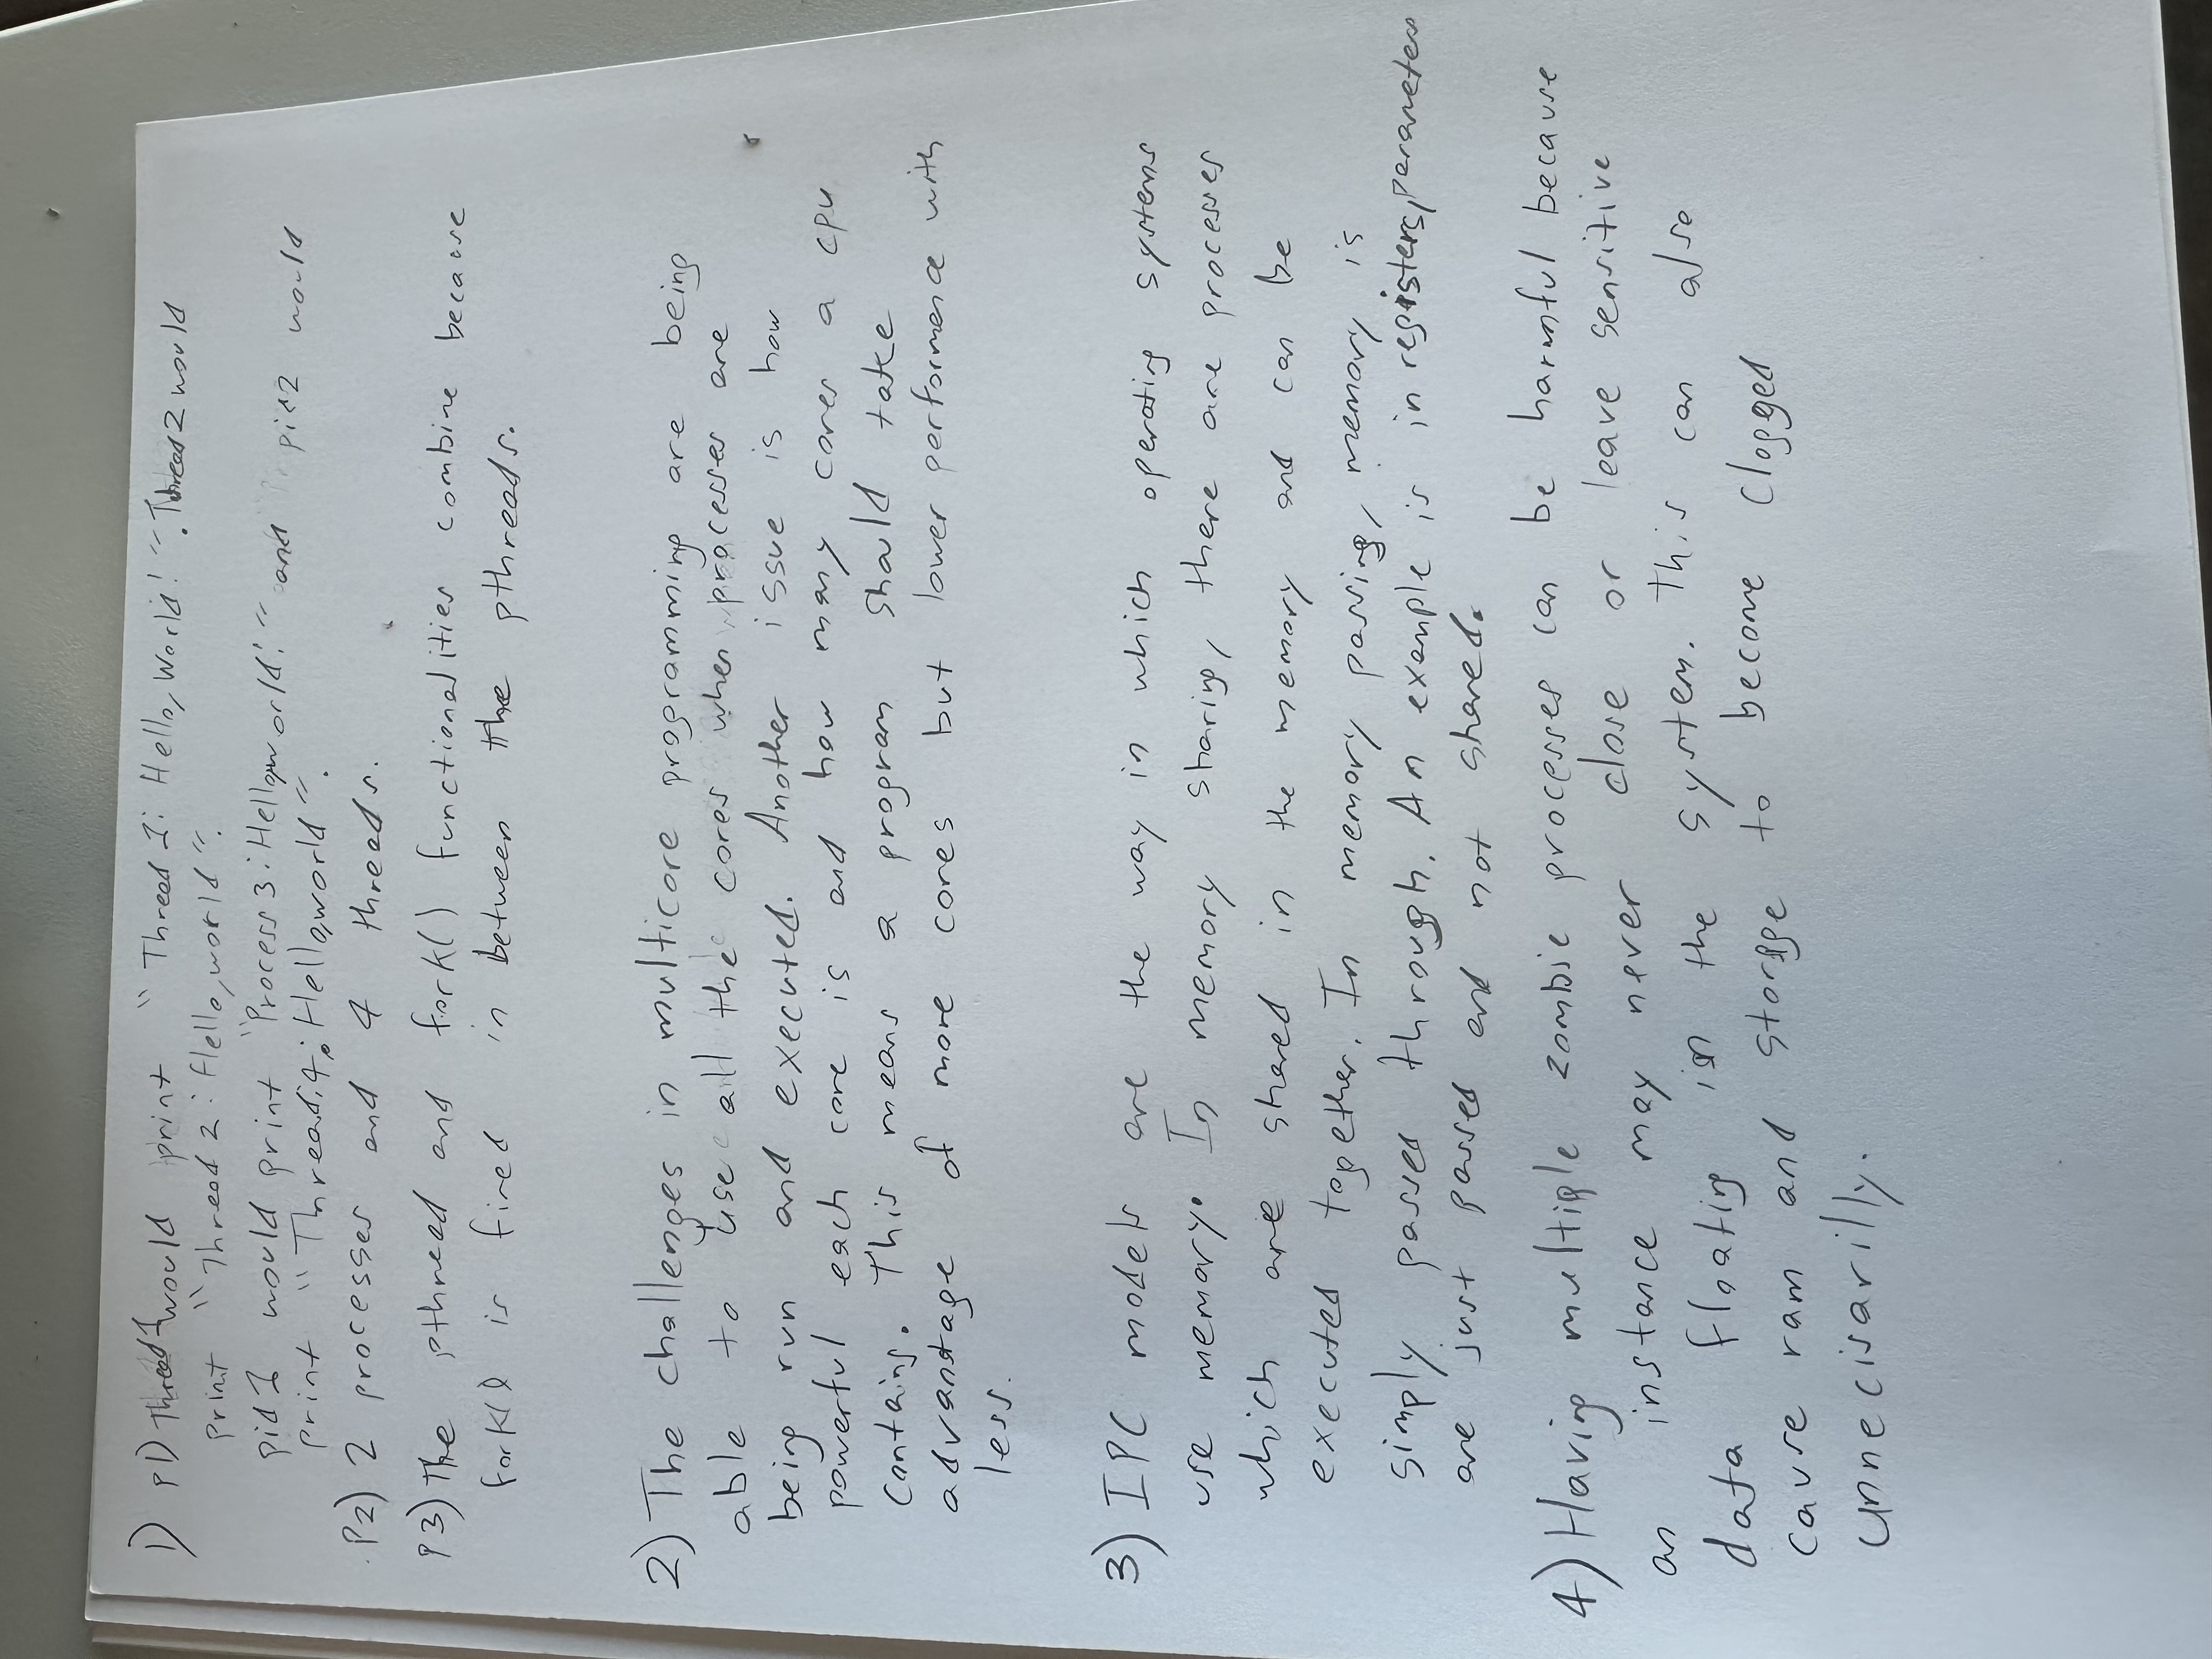 1) P1) Thread 1 would print "Thread 1: Hello, World!". Thread 2 would
print "Thread 2: Hello, world".
pid 1 would print "Process 3: Hello, world!" and pid2 would
print "Thread, 4: Hello, world".
P2) 2 processes and 4 threads.
P3) The pthread and fork() functionalities combine because
fork() is fired in between the pthreads.
2) The challenges in multicore programming are being
able to use all the cores when processes are
being run and executed. Another issue is how
powerful each core is and how many cores a cpu
contains. This means a program should take
advantage of more cores but lower performance with
less.
3) IPC models are the way in which operating systems
use memory. In memory sharing, there are processes
which are shared in the memory and can be
executed together. In memory passing, memory is
simply passed through. An example is in registers, parameters
are just passed and not shared.
4) Having multiple zombie processes can be harmful because
an instance may never close or leave sensitive
data floating in the system. This can also
cause ram and storage to become clogged
unnecisarilly.